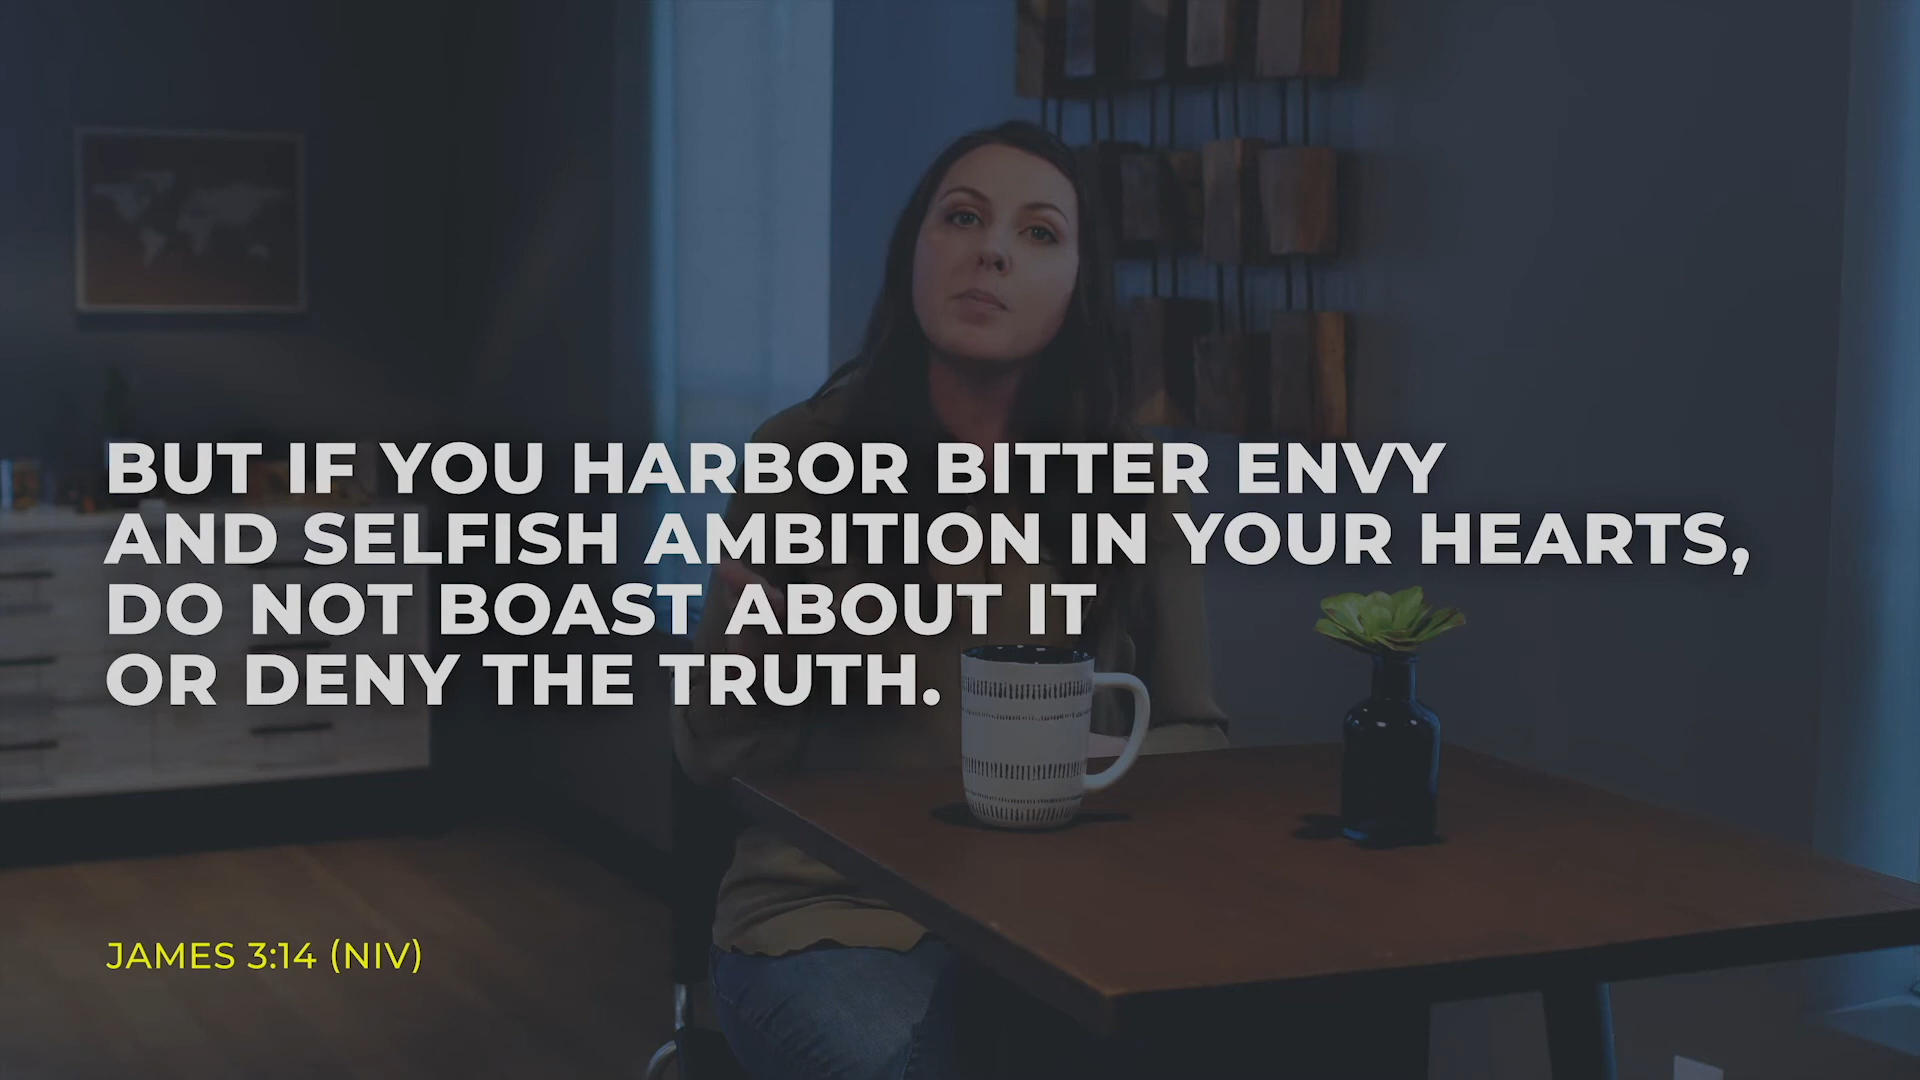 BUT IF YOU HARBOR BITTER ENVY
AND SELFISH AMBITION IN YOUR HEARTS,
DO NOT BOAST ABOUT IT
OR DENY THE TRUTH.
JAMES 3:14 (NIV)